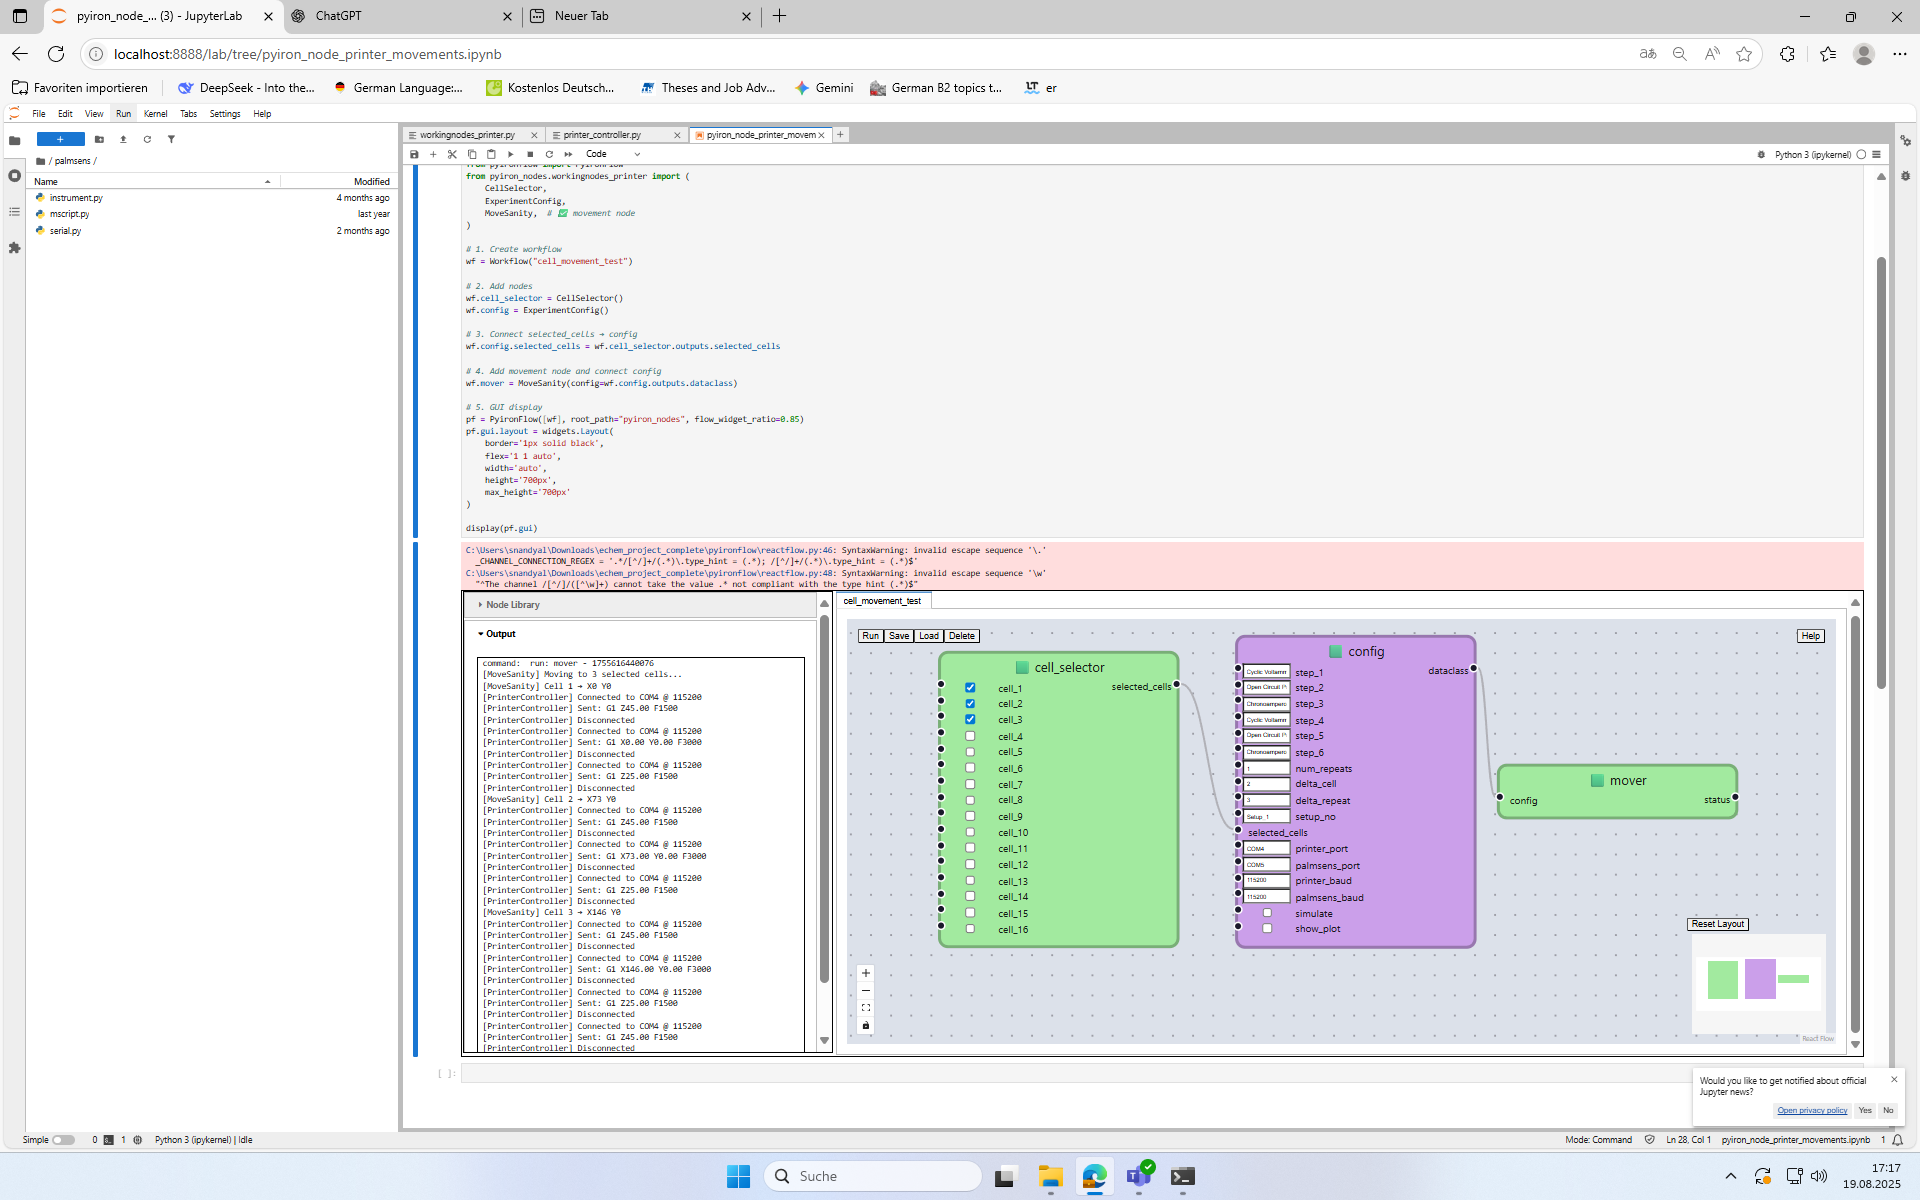 pyiron_node_... (3) - JupyterLab
ChatGPT
Neuer Tab
localhost:8888/lab/tree/pyiron_node_printer_movements.ipynb
Favoriten importieren
DeepSeek - Into the...
German Language:...
Kostenlos Deutsch...
Theses and Job Adv...
Gemini
German B2 topics t...
er
File Edit View Run Kernel Tabs Settings Help
/ palmsens /
Name Modified
instrument.py 4 months ago
mscript.py last year
serial.py 2 months ago
workingnodes_printer.py
printer_controller.py
pyiron_node_printer_movem
Code
Python 3 (ipykernel)
from pyironflow import PyironFlow
from pyiron_nodes.workingnodes_printer import (
    CellSelector,
    ExperimentConfig,
    MoveSanity,  # ✅ movement node
)
# 1. Create workflow
wf = Workflow("cell_movement_test")
# 2. Add nodes
wf.cell_selector = CellSelector()
wf.config = ExperimentConfig()
# 3. Connect selected_cells → config
wf.config.selected_cells = wf.cell_selector.outputs.selected_cells
# 4. Add movement node and connect config
wf.mover = MoveSanity(config=wf.config.outputs.dataclass)
# 5. GUI display
pf = PyironFlow([wf], root_path="pyiron_nodes", flow_widget_ratio=0.85)
pf.gui.layout = widgets.Layout(
    border='1px solid black',
    flex='1 1 auto',
    width='auto',
    height='700px',
    max_height='700px'
)
display(pf.gui)
C:\Users\snandyal\Downloads\echem_project_complete\pyironflow\reactflow.py:46: SyntaxWarning: invalid escape sequence '\.'
  _CHANNEL_CONNECTION_REGEX = '.*/[^/]+/(.*)\.type_hint = (.*); /[^/]+/(.*)\.type_hint = (.*)$'
C:\Users\snandyal\Downloads\echem_project_complete\pyironflow\reactflow.py:48: SyntaxWarning: invalid escape sequence '\w'
  "^The channel /[^/]/([^\w]+) cannot take the value .* not compliant with the type hint (.*)$"
Node Library
Output
command:  run: mover - 1755616440076
[MoveSanity] Moving to 3 selected cells...
[MoveSanity] Cell 1 → X0 Y0
[PrinterController] Connected to COM4 @ 115200
[PrinterController] Sent: G1 Z45.00 F1500
[PrinterController] Disconnected
[PrinterController] Connected to COM4 @ 115200
[PrinterController] Sent: G1 X0.00 Y0.00 F3000
[PrinterController] Disconnected
[PrinterController] Connected to COM4 @ 115200
[PrinterController] Sent: G1 Z25.00 F1500
[PrinterController] Disconnected
[MoveSanity] Cell 2 → X73 Y0
[PrinterController] Connected to COM4 @ 115200
[PrinterController] Sent: G1 Z45.00 F1500
[PrinterController] Disconnected
[PrinterController] Connected to COM4 @ 115200
[PrinterController] Sent: G1 X73.00 Y0.00 F3000
[PrinterController] Disconnected
[PrinterController] Connected to COM4 @ 115200
[PrinterController] Sent: G1 Z25.00 F1500
[PrinterController] Disconnected
[MoveSanity] Cell 3 → X146 Y0
[PrinterController] Connected to COM4 @ 115200
[PrinterController] Sent: G1 Z45.00 F1500
[PrinterController] Disconnected
[PrinterController] Connected to COM4 @ 115200
[PrinterController] Sent: G1 X146.00 Y0.00 F3000
[PrinterController] Disconnected
[PrinterController] Connected to COM4 @ 115200
[PrinterController] Sent: G1 Z25.00 F1500
[PrinterController] Disconnected
[PrinterController] Connected to COM4 @ 115200
[PrinterController] Sent: G1 Z45.00 F1500
[PrinterController] Disconnected
cell_movement_test
Run Save Load Delete
Help
cell_selector
selected_cells
cell_1
cell_2
cell_3
cell_4
cell_5
cell_6
cell_7
cell_8
cell_9
cell_10
cell_11
cell_12
cell_13
cell_14
cell_15
cell_16
config
dataclass
Cyclic Voltamm step_1
Open Circuit Pi step_2
Chronoamperc step_3
Cyclic Voltamm step_4
Open Circuit Pi step_5
Chronoamperc step_6
1 num_repeats
2 delta_cell
3 delta_repeat
Setup_1 setup_no
selected_cells
COM4 printer_port
COM5 palmsens_port
115200 printer_baud
115200 palmsens_baud
simulate
show_plot
mover
config status
Reset Layout
React Flow
[ ]:
Would you like to get notified about official
Jupyter news?
Open privacy policy Yes No
Simple 0 1 Python 3 (ipykernel) | Idle
Mode: Command Ln 28, Col 1 pyiron_node_printer_movements.ipynb 1
Suche
17:17
19.08.2025